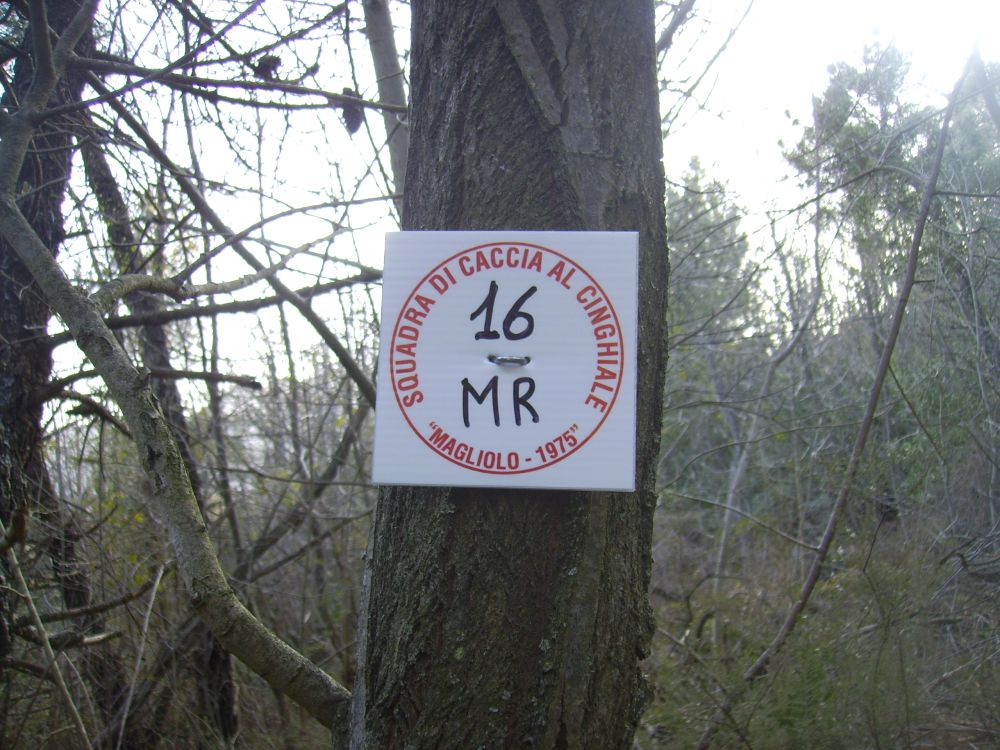 SQUADRA DI CACCIA AL CINGHIALE
16
MR
"MAGLIOLO - 1975"